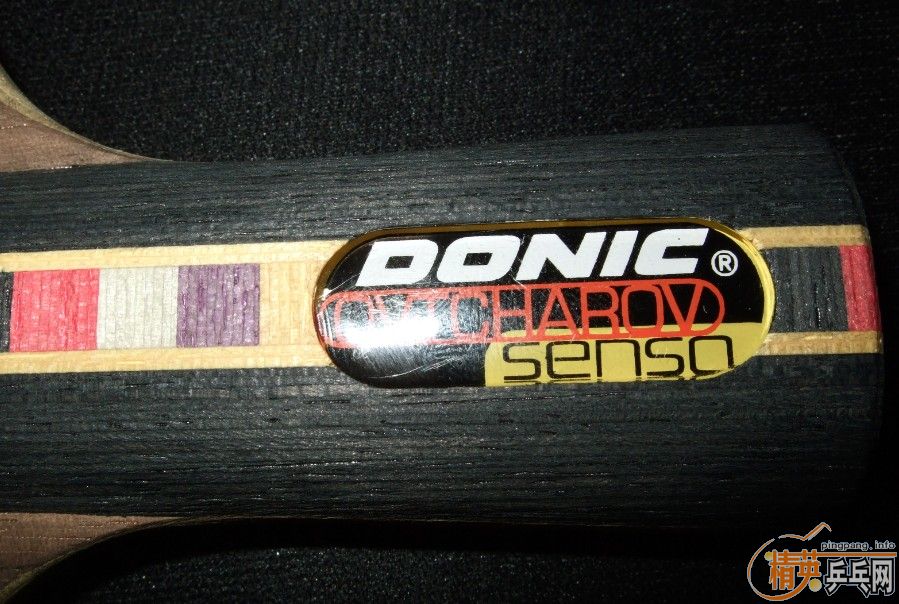 DONIC®
OVTCHAROV
senso
pingpang.info
精英乒乓网